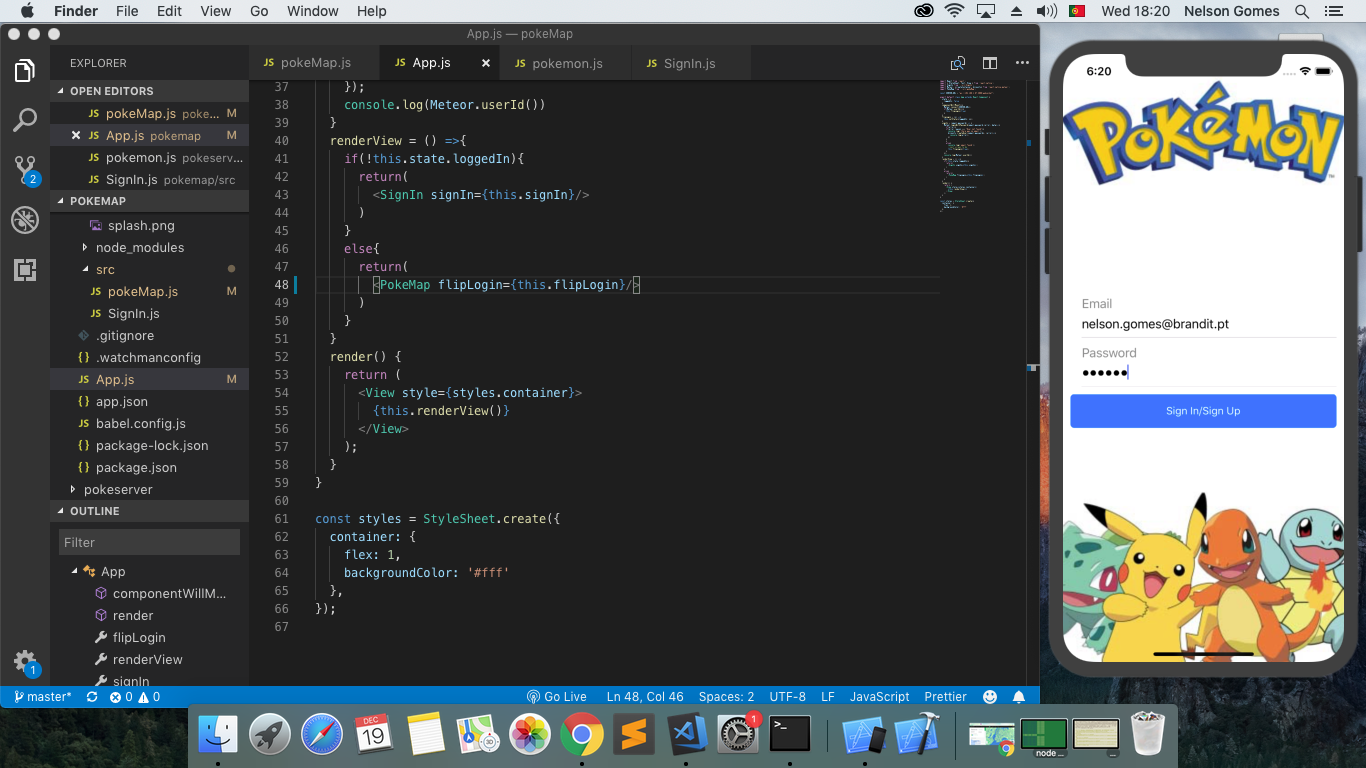 Finder File Edit View Go Window Help Wed 18:20 Nelson Gomes
App.js — pokeMap
EXPLORER
OPEN EDITORS
JS pokeMap.js poke... M
JS App.js pokemap M
JS pokemon.js pokeserv...
JS SignIn.js pokemap/src
POKEMAP
splash.png
node_modules
src
JS pokeMap.js M
JS SignIn.js
.gitignore
{} .watchmanconfig
JS App.js M
{} app.json
JS babel.config.js
{} package-lock.json
{} package.json
pokeserver
OUTLINE
Filter
App
componentWillM...
render
flipLogin
renderView
signIn
2
1
JS pokeMap.js JS App.js JS pokemon.js JS SignIn.js
37 });
38 console.log(Meteor.userId())
39 }
40 renderView = () =>{
41 if(!this.state.loggedIn){
42 return(
43 <SignIn signIn={this.signIn}/>
44 )
45 }
46 else{
47 return(
48 <PokeMap flipLogin={this.flipLogin}/>
49 )
50 }
51 }
52 render() {
53 return (
54 <View style={styles.container}>
55 {this.renderView()}
56 </View>
57 );
58 }
59 }
60
61 const styles = StyleSheet.create({
62 container: {
63 flex: 1,
64 backgroundColor: '#fff'
65 },
66 });
67
master* 0 0 Go Live Ln 48, Col 46 Spaces: 2 UTF-8 LF JavaScript Prettier
6:20
POKéMON
TM
Email
nelson.gomes@brandit.pt
Password
Sign In/Sign Up
DEC
19
3D
1
>_
node ...
...